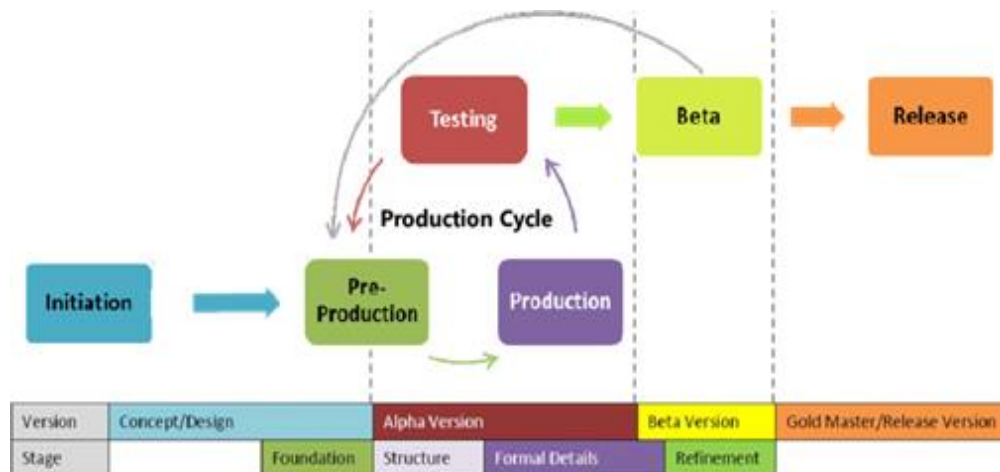 Testing
Beta
Release
Production Cycle
Initiation
Pre-
Production
Production
Version Concept/Design Alpha Version Beta Version Gold Master/Release Version
Stage Foundation Structure Formal Details Refinement